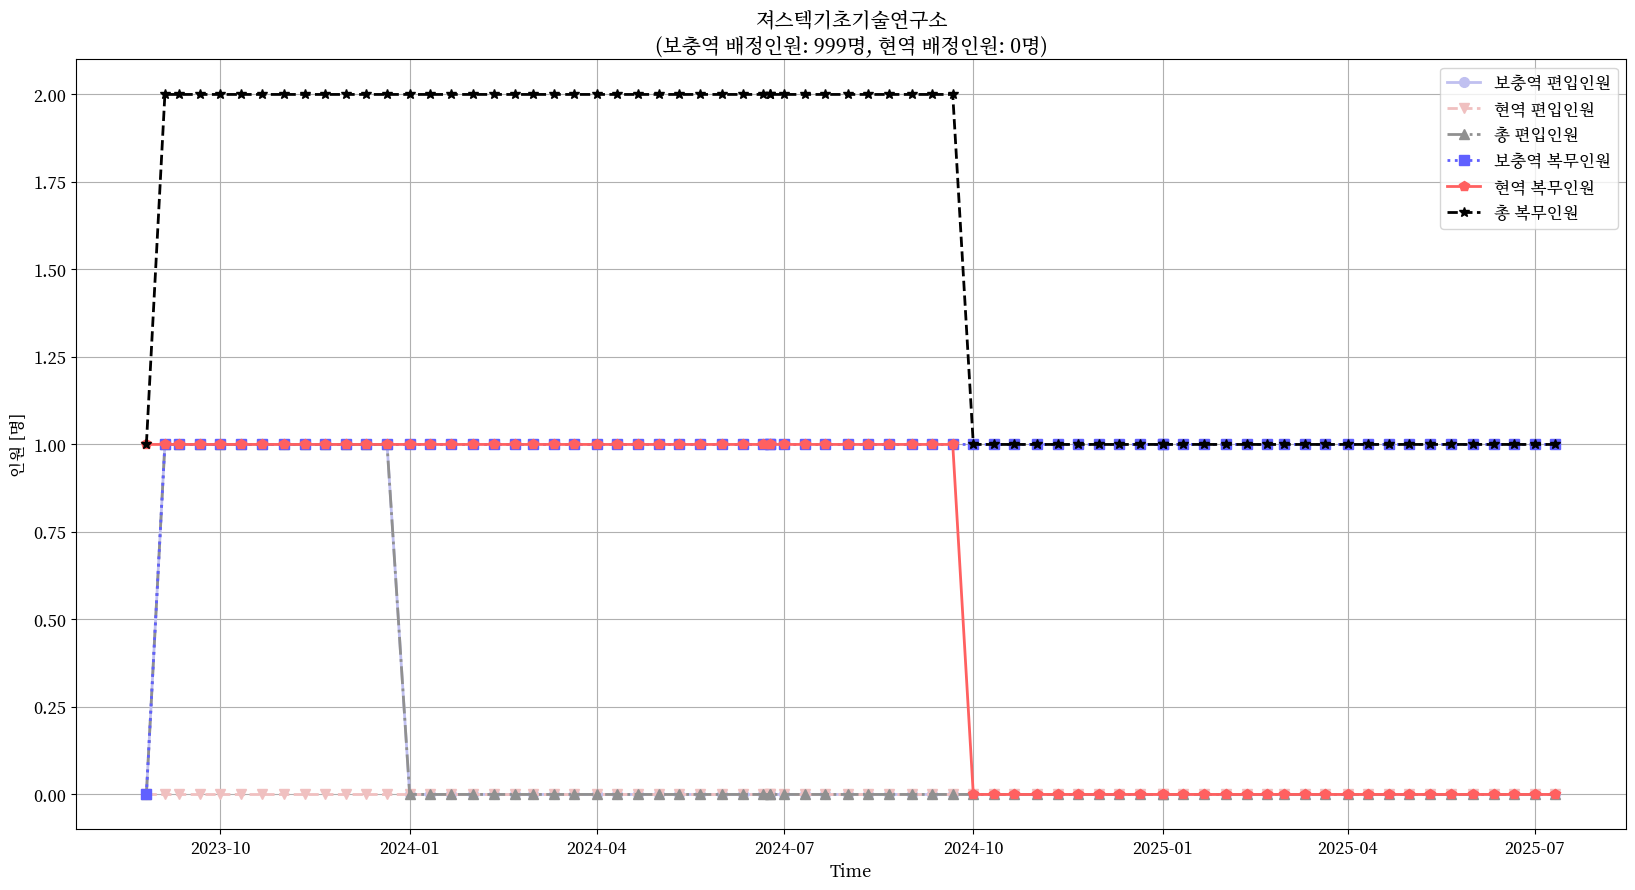 져스텍기초기술연구소
(보충역 배정인원: 999명, 현역 배정인원: 0명)
2.00
1.75
1.50
1.25
1.00
0.75
0.50
0.25
0.00
인원 [명]
보충역 편입인원
현역 편입인원
총 편입인원
보충역 복무인원
현역 복무인원
총 복무인원
2023-10
2024-01
2024-04
2024-07
2024-10
2025-01
2025-04
2025-07
Time